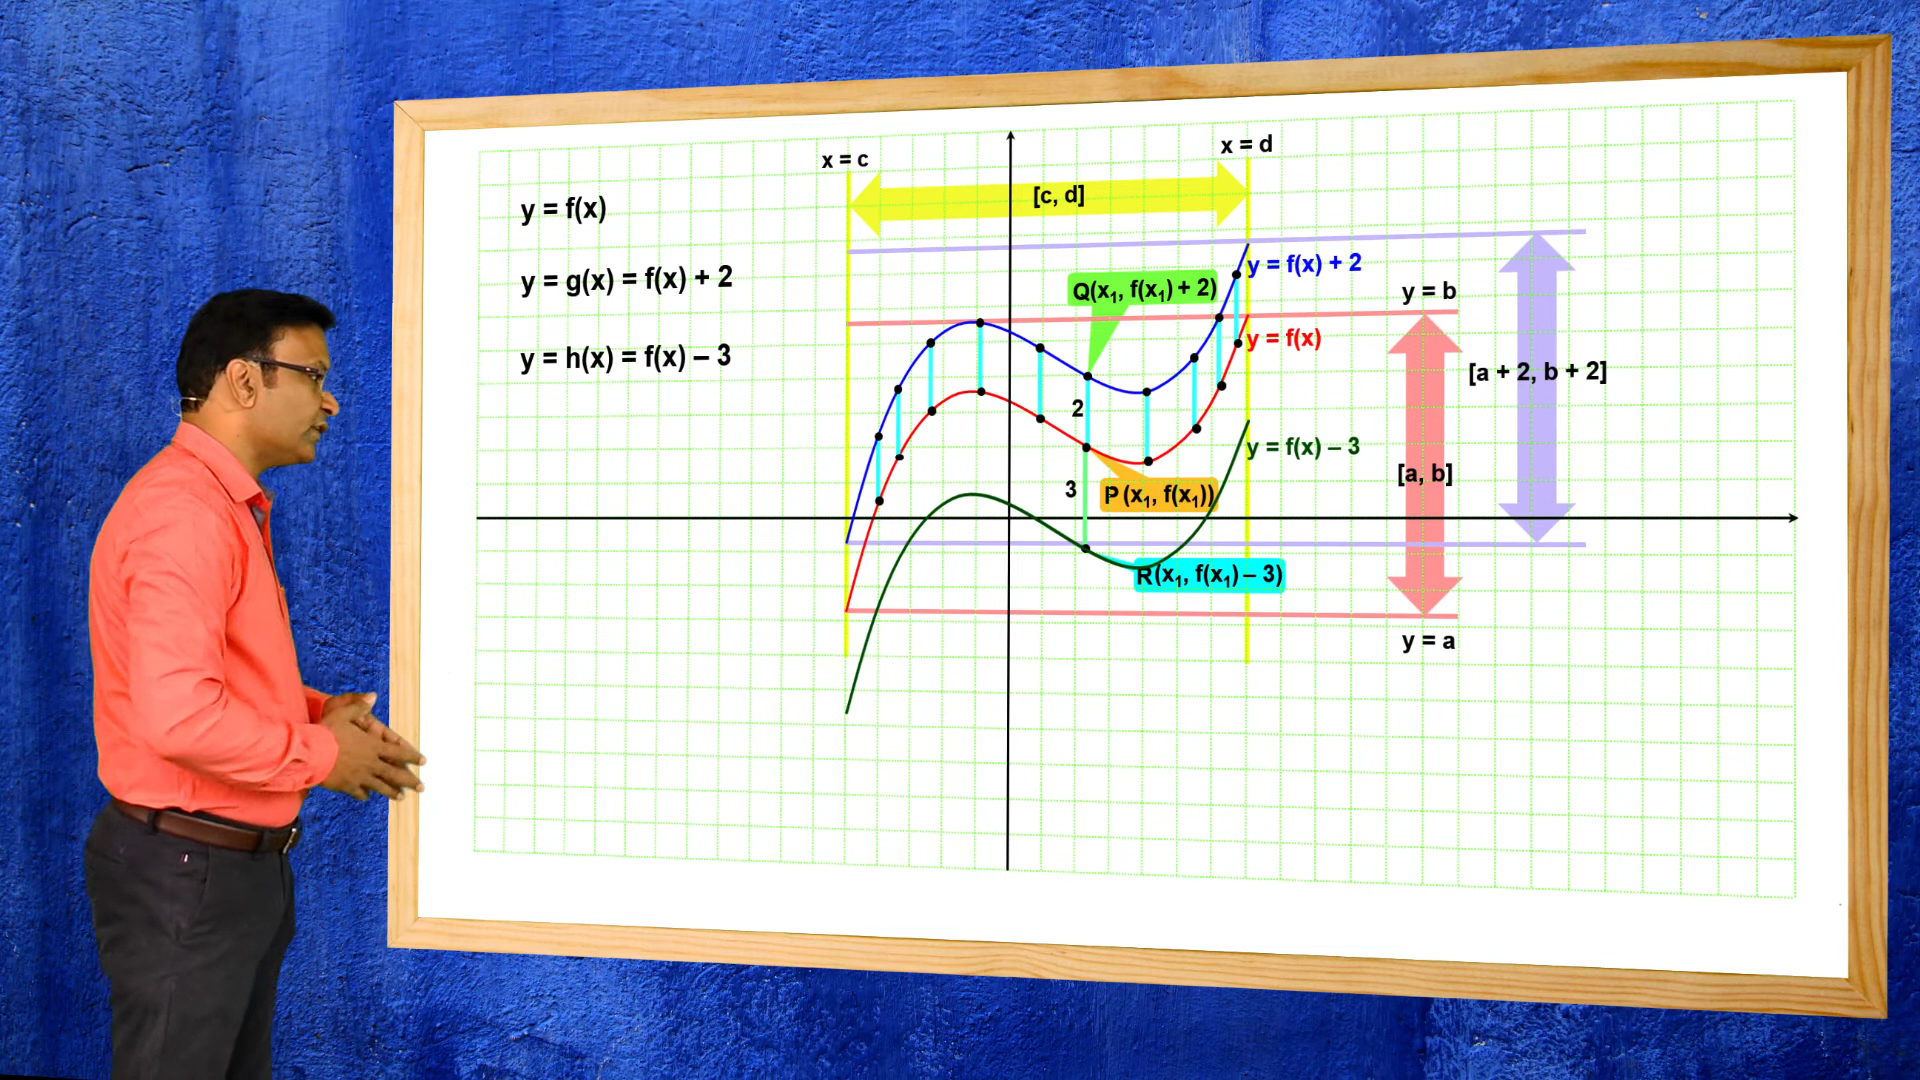 x = c
x = d
[c, d]
y = f(x)
y = g(x) = f(x) + 2
y = h(x) = f(x) – 3
y = f(x) + 2
Q(x₁, f(x₁) + 2)
y = b
y = f(x)
[a + 2, b + 2]
2
y = f(x) – 3
[a, b]
3
P (x₁, f(x₁))
R(x₁, f(x₁) – 3)
y = a